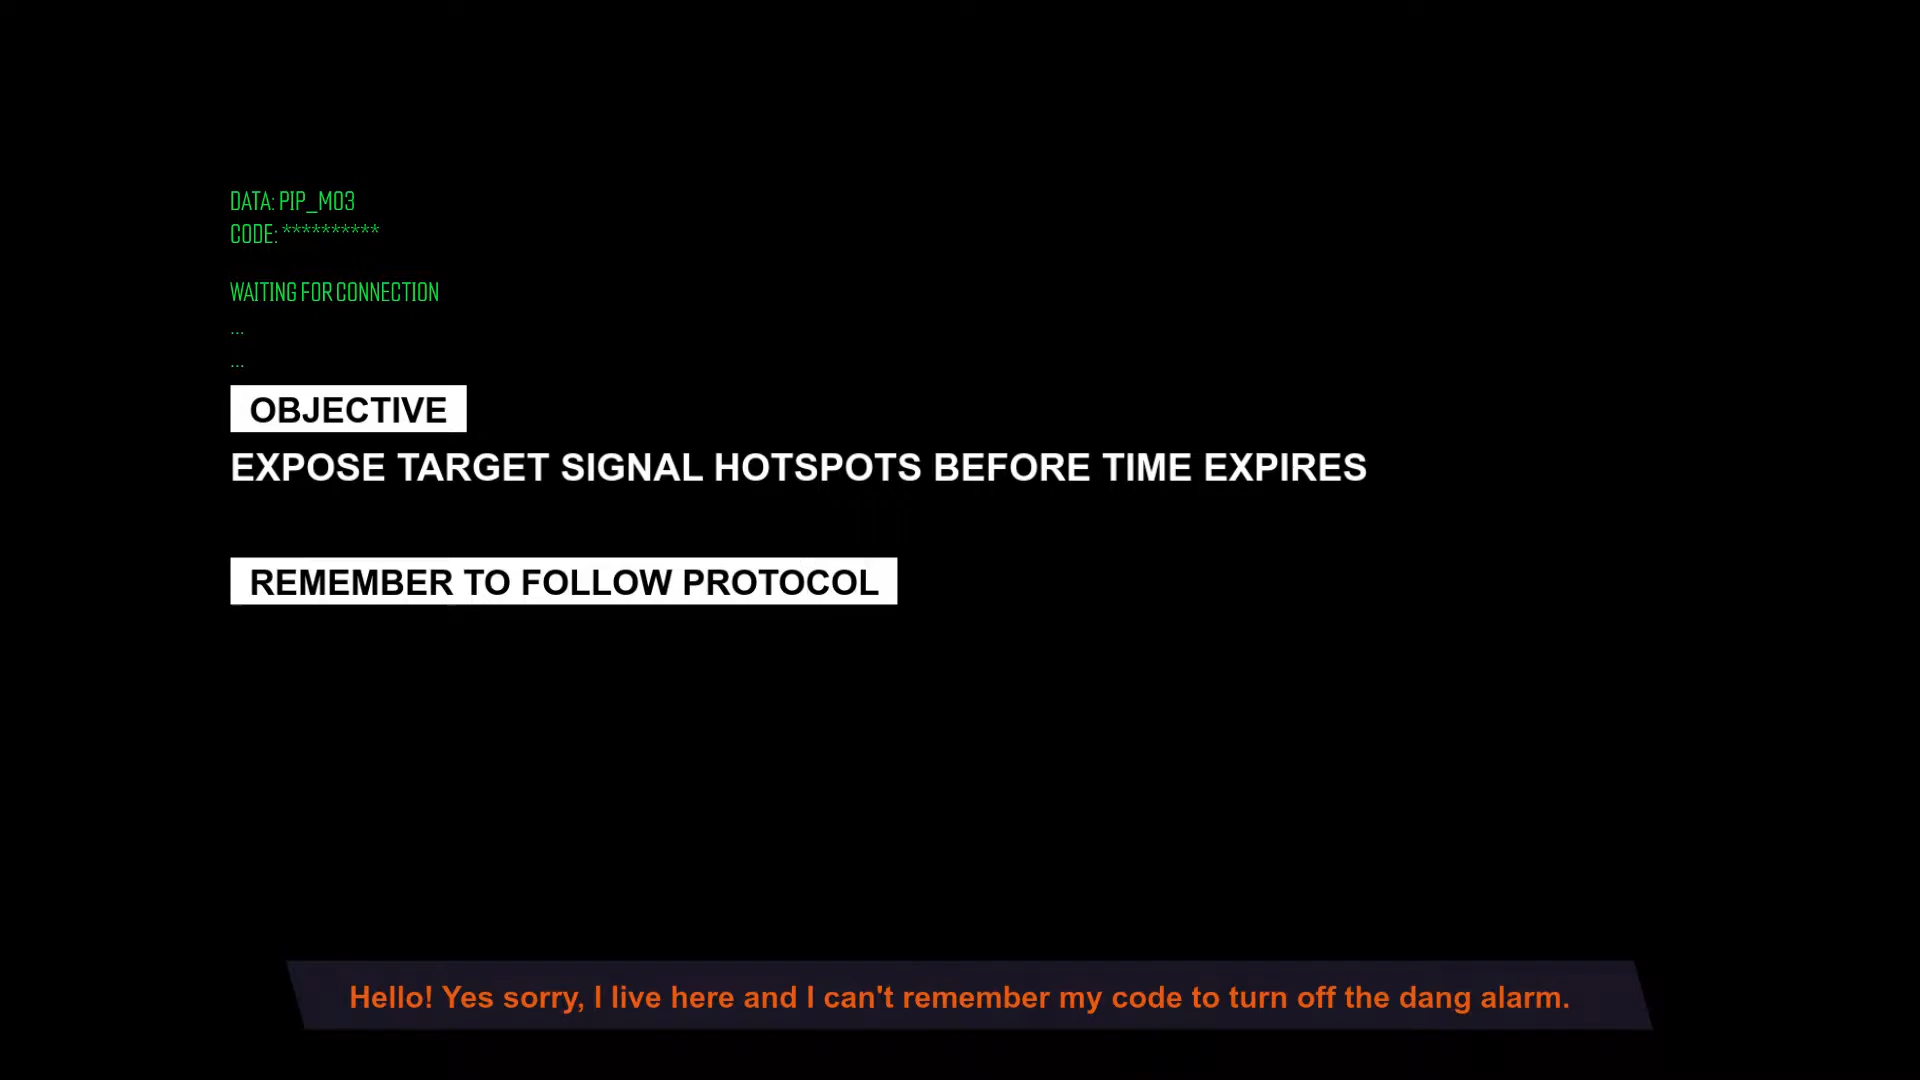 DATA: PIP_M03
CODE: **********
WAITING FOR CONNECTION
...
...
OBJECTIVE
EXPOSE TARGET SIGNAL HOTSPOTS BEFORE TIME EXPIRES
REMEMBER TO FOLLOW PROTOCOL
Hello! Yes sorry, I live here and I can't remember my code to turn off the dang alarm.